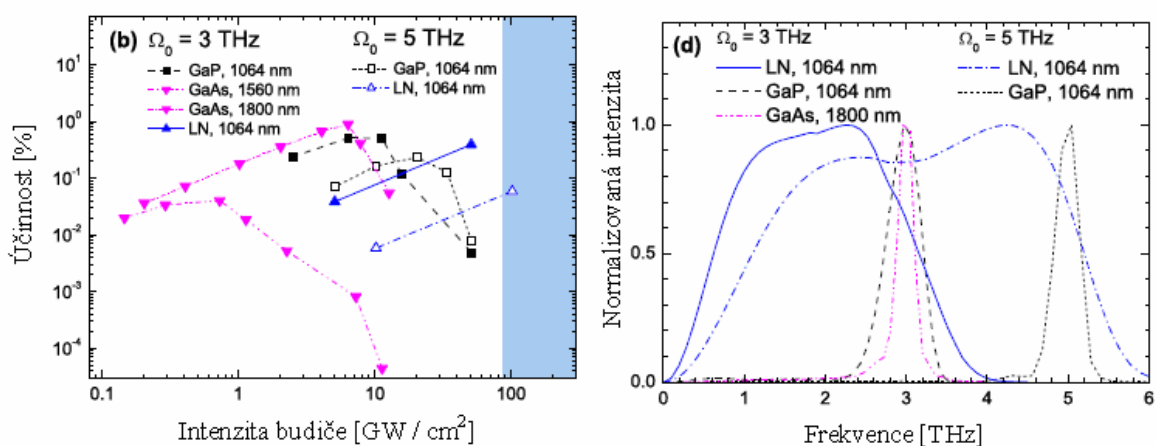 (b) Ω0 = 3 THz Ω0 = 5 THz
GaP, 1064 nm GaP, 1064 nm
GaAs, 1560 nm LN, 1064 nm
GaAs, 1800 nm
LN, 1064 nm
10^1
10^0
10^-1
10^-2
10^-3
10^-4
Účinnost [%]
0.1 1 10 100
Intenzita budiče [GW / cm²]
(d) Ω0 = 3 THz Ω0 = 5 THz
LN, 1064 nm LN, 1064 nm
GaP, 1064 nm GaP, 1064 nm
GaAs, 1800 nm
1.0
0.5
0.0
Normalizovaná intenzita
0 1 2 3 4 5 6
Frekvence [THz]